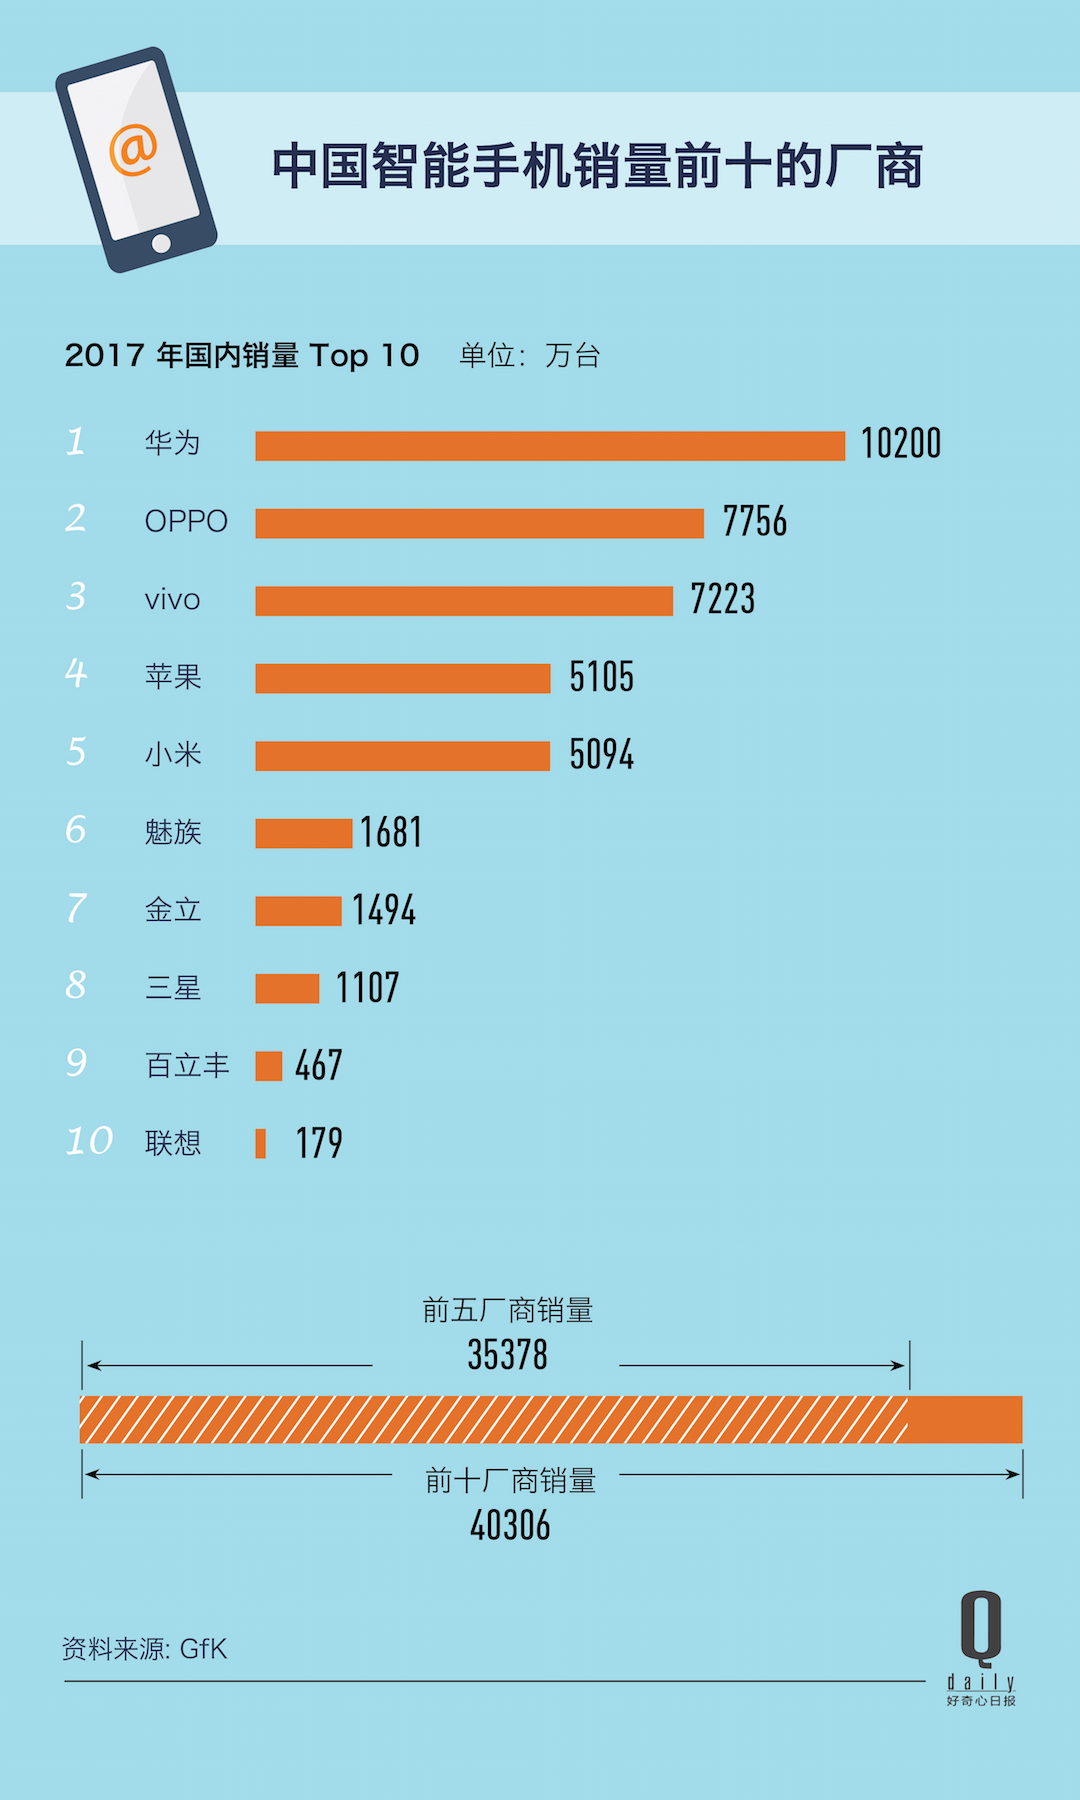 @
中国智能手机销量前十的厂商
2017 年国内销量 Top 10 单位：万台
1 华为 10200
2 OPPO 7756
3 vivo 7223
4 苹果 5105
5 小米 5094
6 魅族 1681
7 金立 1494
8 三星 1107
9 百立丰 467
10 联想 179
前五厂商销量
35378
前十厂商销量
40306
资料来源: GfK
Q
daily
好奇心日报